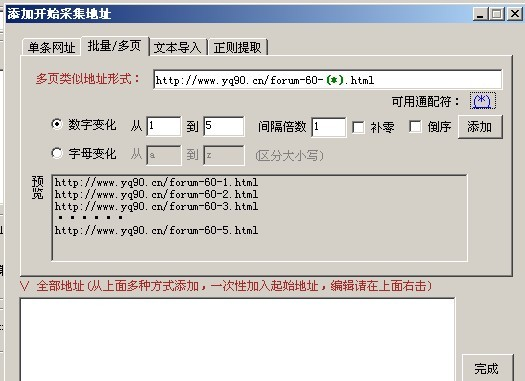 添加开始采集地址
单条网址 批量/多页 文本导入 正则提取
多页类似地址形式： http://www.yq90.cn/forum-60-(*).html
可用通配符： (*)
数字变化 从 1 到 5 间隔倍数 1 补零 倒序 添加
字母变化 从 a 到 z (区分大小写)
预览
http://www.yq90.cn/forum-60-1.html
http://www.yq90.cn/forum-60-2.html
http://www.yq90.cn/forum-60-3.html
······
http://www.yq90.cn/forum-60-5.html
∨ 全部地址(从上面多种方式添加，一次性加入起始地址，编辑请在上面右击)
完成